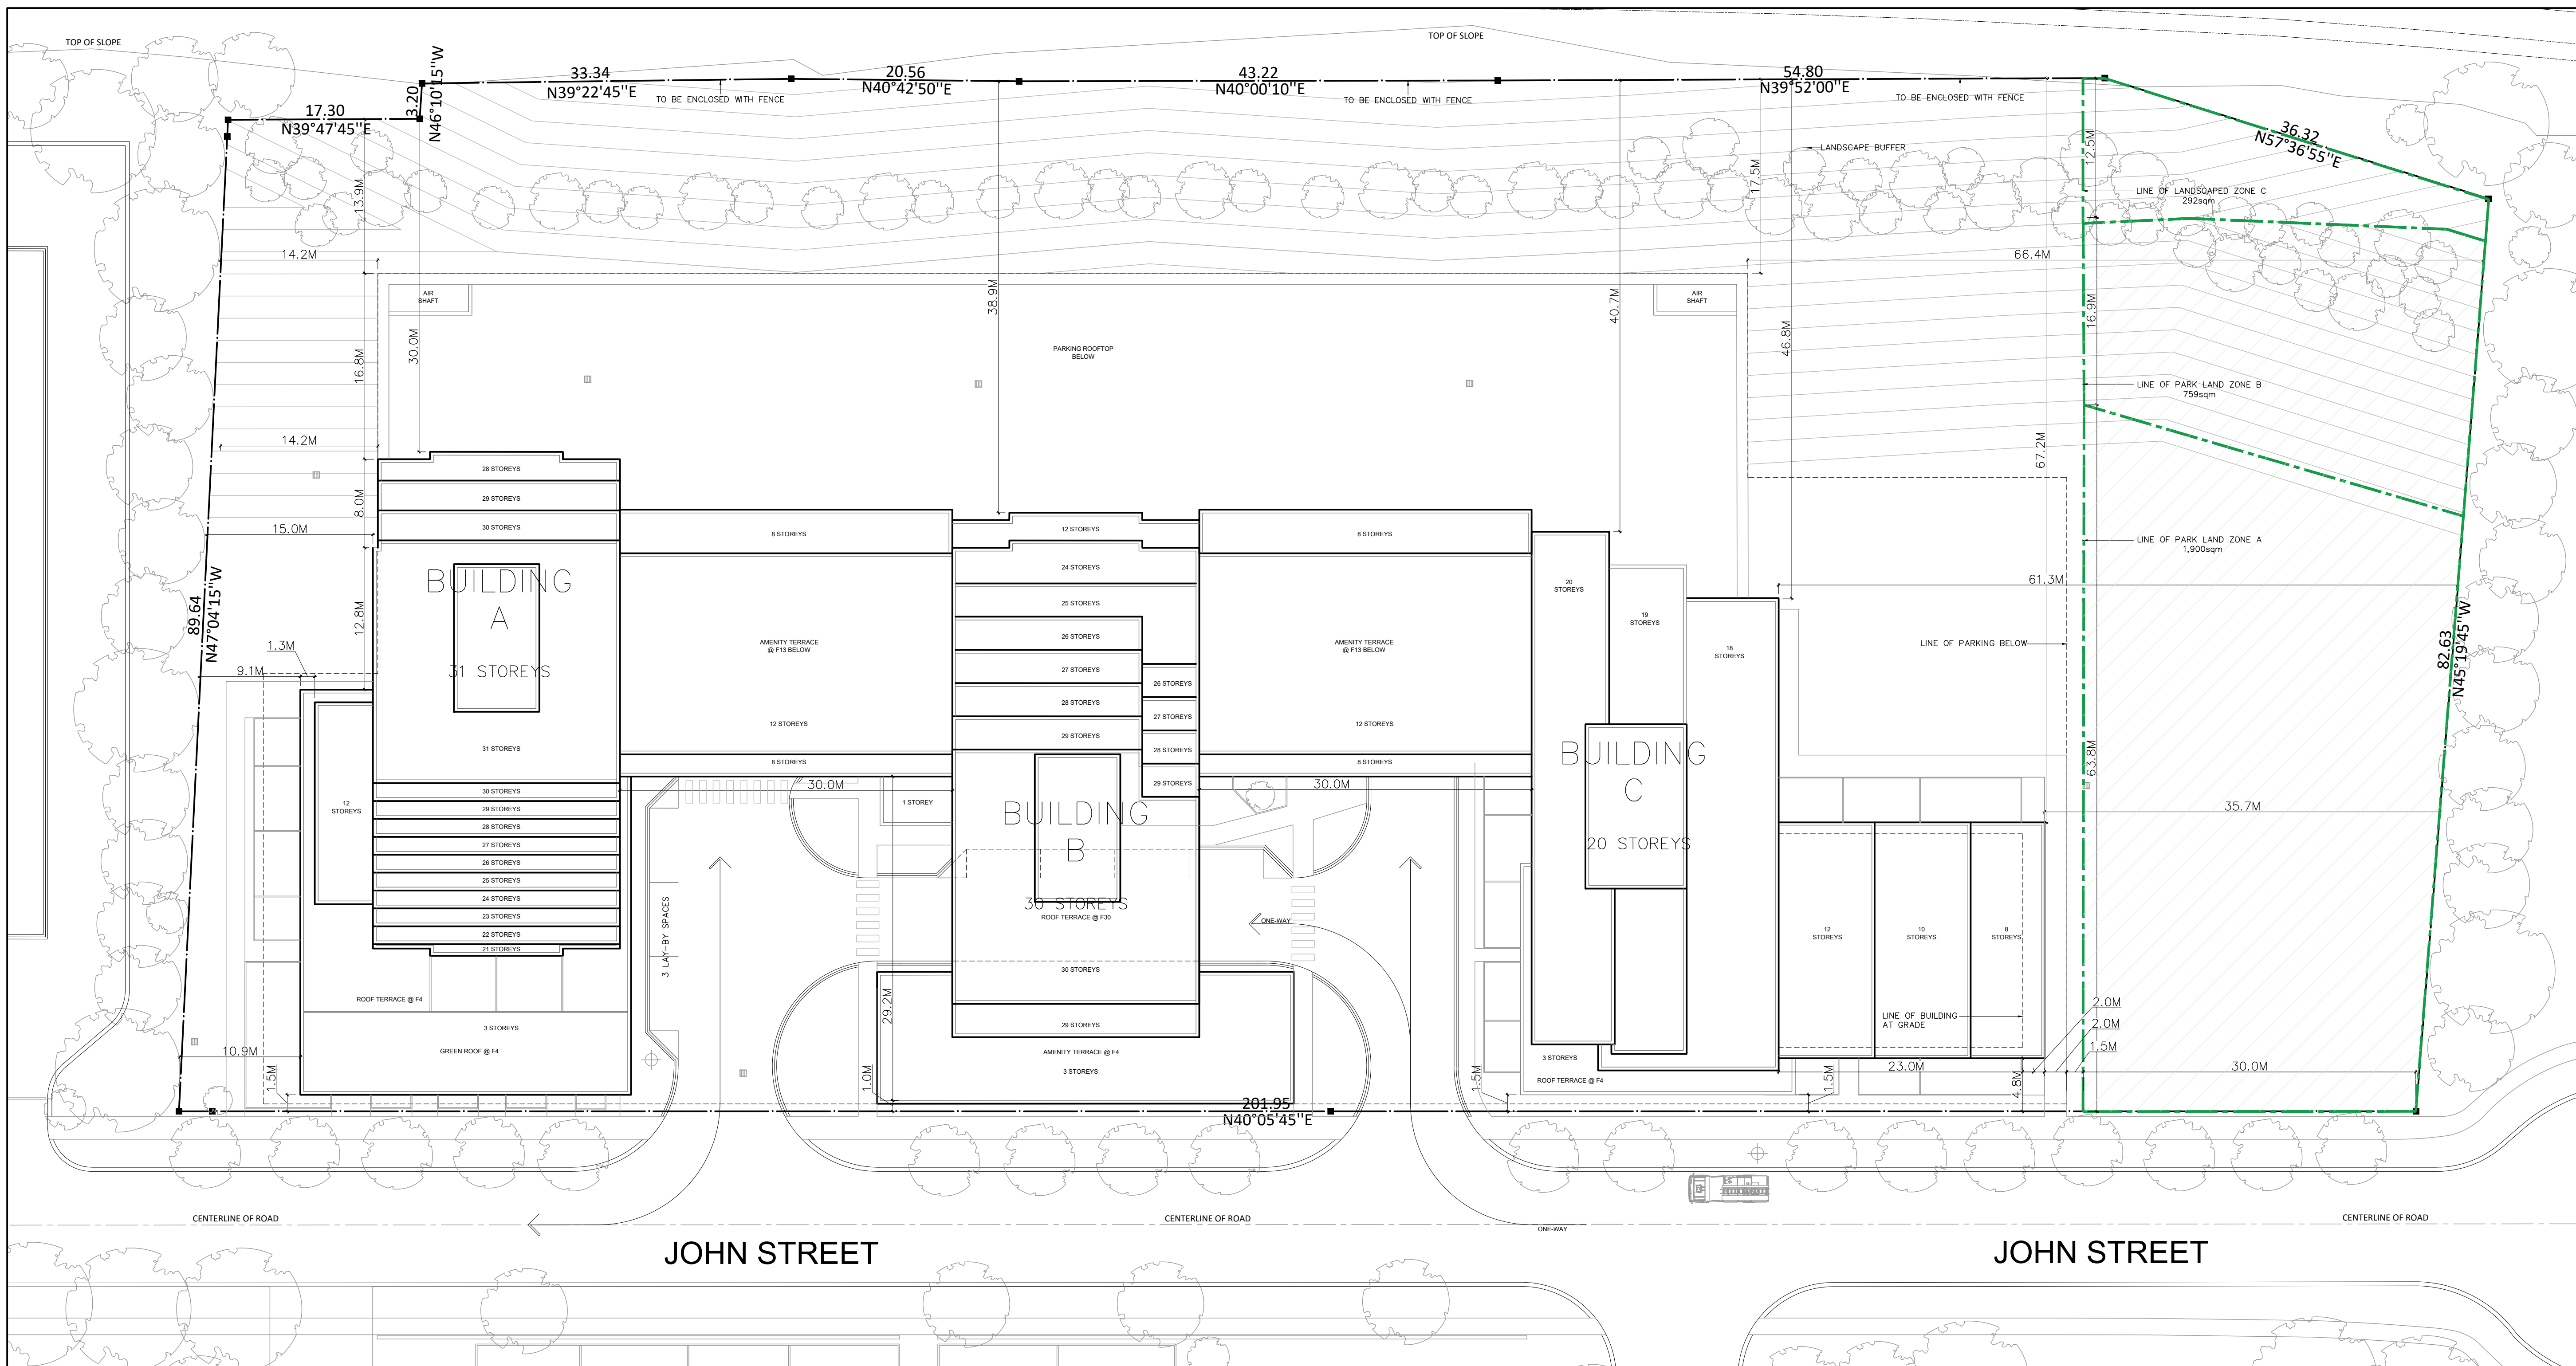 TOP OF SLOPE
TOP OF SLOPE
33.34
N39°22'45"E
20.56
N40°42'50"E
43.22
N40°00'10"E
54.80
N39°52'00"E
3.20
N46°10'15"W
TO BE ENCLOSED WITH FENCE
TO BE ENCLOSED WITH FENCE
TO BE ENCLOSED WITH FENCE
17.30
N39°47'45"E
36.32
N57°36'55"E
12.5M
LANDSCAPE BUFFER
17.5M
13.9M
LINE OF LANDSCAPED ZONE C
292sqm
14.2M
66.4M
AIR
SHAFT
AIR
SHAFT
38.9M
40.7M
16.9M
30.0M
46.8M
PARKING ROOFTOP
BELOW
16.8M
LINE OF PARK LAND ZONE B
759sqm
14.2M
67.2M
28 STOREYS
29 STOREYS
8.0M
30 STOREYS
15.0M
8 STOREYS
12 STOREYS
8 STOREYS
LINE OF PARK LAND ZONE A
1,900sqm
24 STOREYS
BUILDING
A
20
STOREYS
61.3M
25 STOREYS
89.64
N47°04'15"W
12.8M
19
STOREYS
26 STOREYS
82.63
N45°19'45"W
1.3M
9.1M
AMENITY TERRACE
@ F13 BELOW
AMENITY TERRACE
@ F13 BELOW
LINE OF PARKING BELOW
18
STOREYS
31 STOREYS
27 STOREYS
26 STOREYS
28 STOREYS
27 STOREYS
12 STOREYS
12 STOREYS
29 STOREYS
31 STOREYS
28 STOREYS
BUILDING
C
63.8M
8 STOREYS
8 STOREYS
30.0M
29 STOREYS
30.0M
30 STOREYS
12
STOREYS
1 STOREY
35.7M
29 STOREYS
BUILDING
B
28 STOREYS
27 STOREYS
20 STOREYS
26 STOREYS
25 STOREYS
24 STOREYS
30 STOREYS
ROOF TERRACE @ F30
23 STOREYS
ONE-WAY
22 STOREYS
3 LAY-BY SPACES
12
STOREYS
10
STOREYS
8
STOREYS
21 STOREYS
30 STOREYS
ROOF TERRACE @ F4
29.2M
2.0M
3 STOREYS
29 STOREYS
LINE OF BUILDING
AT GRADE
2.0M
GREEN ROOF @ F4
AMENITY TERRACE @ F4
3 STOREYS
1.5M
10.9M
3 STOREYS
ROOF TERRACE @ F4
23.0M
30.0M
1.5M
1.0M
1.5M
1.5M
4.8M
201.95
N40°05'45"E
CENTERLINE OF ROAD
CENTERLINE OF ROAD
CENTERLINE OF ROAD
ONE-WAY
JOHN STREET
JOHN STREET